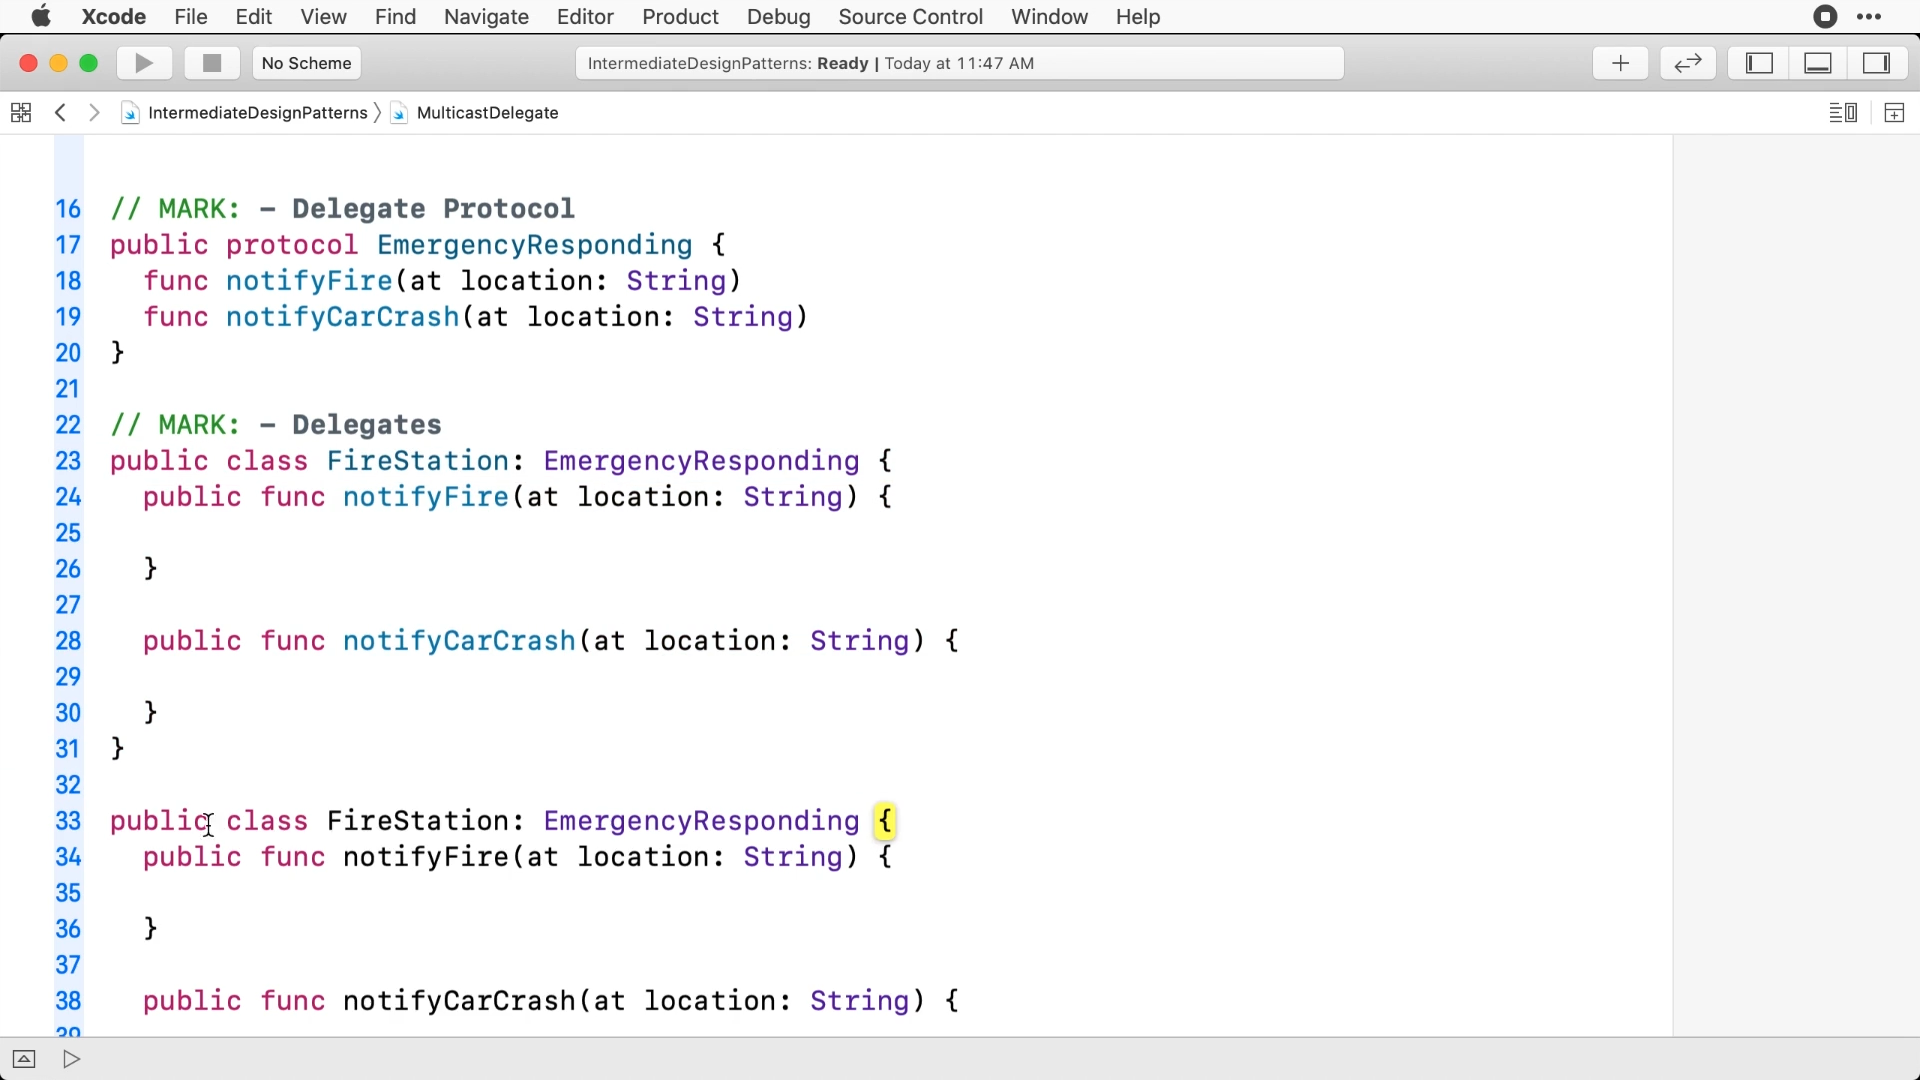 Xcode File Edit View Find Navigate Editor Product Debug Source Control Window Help
No Scheme
IntermediateDesignPatterns: Ready | Today at 11:47 AM
IntermediateDesignPatterns MulticastDelegate
16 // MARK: - Delegate Protocol
17 public protocol EmergencyResponding {
18 func notifyFire(at location: String)
19 func notifyCarCrash(at location: String)
20 }
21
22 // MARK: - Delegates
23 public class FireStation: EmergencyResponding {
24 public func notifyFire(at location: String) {
25
26 }
27
28 public func notifyCarCrash(at location: String) {
29
30 }
31 }
32
33 public class FireStation: EmergencyResponding {
34 public func notifyFire(at location: String) {
35
36 }
37
38 public func notifyCarCrash(at location: String) {
39